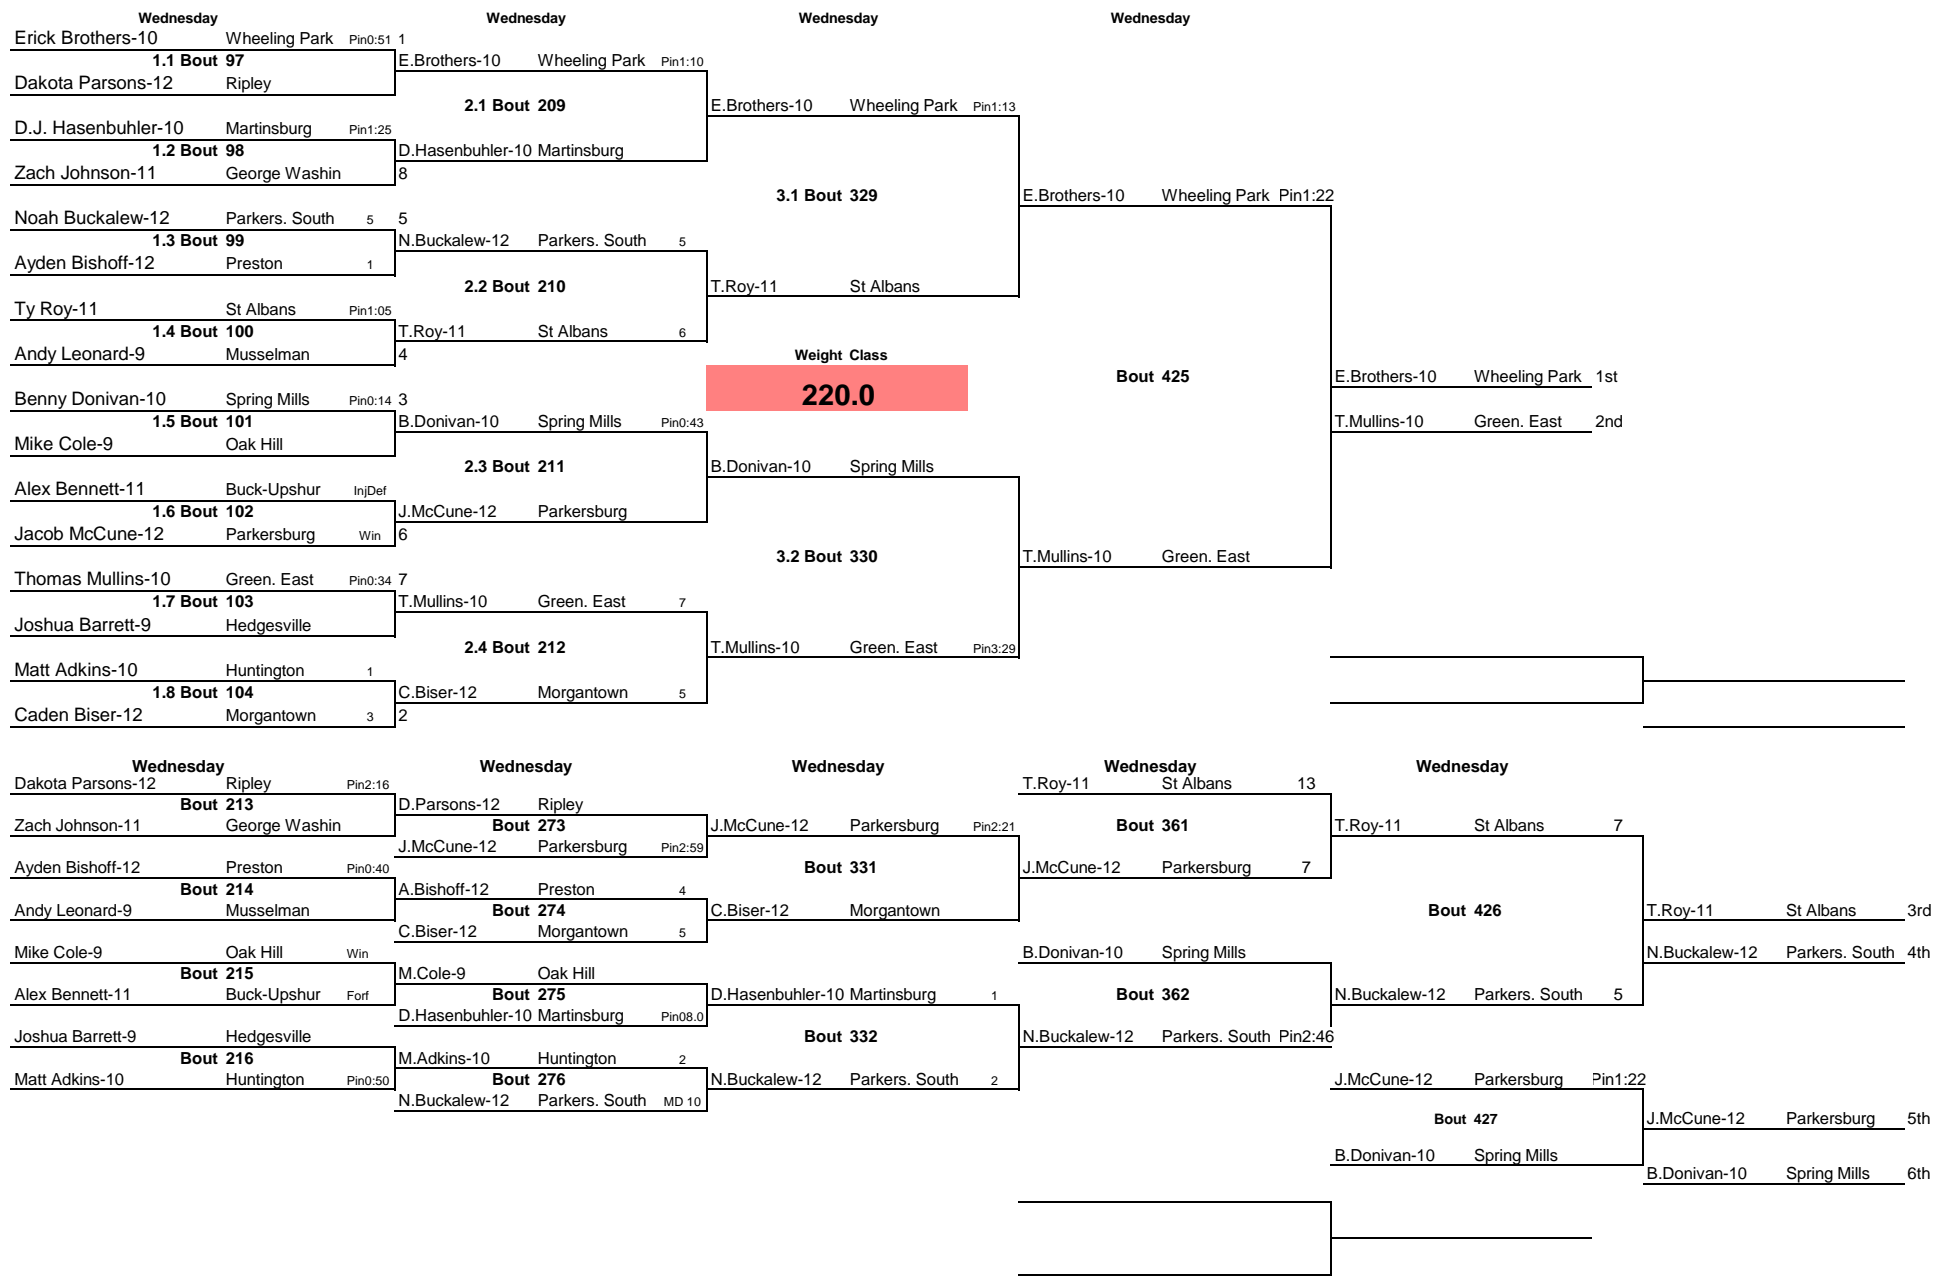 Wednesday Wednesday Wednesday Wednesday
Erick Brothers-10 Wheeling Park Pin0:51 1
1.1 Bout 97 E.Brothers-10 Wheeling Park Pin1:10
Dakota Parsons-12 Ripley
2.1 Bout 209 E.Brothers-10 Wheeling Park Pin1:13
D.J. Hasenbuhler-10 Martinsburg Pin1:25
1.2 Bout 98 D.Hasenbuhler-10 Martinsburg
Zach Johnson-11 George Washin 8
3.1 Bout 329 E.Brothers-10 Wheeling Park Pin1:22
Noah Buckalew-12 Parkers. South 5 5
1.3 Bout 99 N.Buckalew-12 Parkers. South 5
Ayden Bishoff-12 Preston 1
2.2 Bout 210 T.Roy-11 St Albans
Ty Roy-11 St Albans Pin1:05
1.4 Bout 100 T.Roy-11 St Albans 6
Andy Leonard-9 Musselman 4 Weight Class
Bout 425 E.Brothers-10 Wheeling Park 1st
Benny Donivan-10 Spring Mills Pin0:14 3 220.0
1.5 Bout 101 B.Donivan-10 Spring Mills Pin0:43 T.Mullins-10 Green. East 2nd
Mike Cole-9 Oak Hill
2.3 Bout 211 B.Donivan-10 Spring Mills
Alex Bennett-11 Buck-Upshur InjDef
1.6 Bout 102 J.McCune-12 Parkersburg
Jacob McCune-12 Parkersburg Win 6
3.2 Bout 330 T.Mullins-10 Green. East
Thomas Mullins-10 Green. East Pin0:34 7
1.7 Bout 103 T.Mullins-10 Green. East 7
Joshua Barrett-9 Hedgesville
2.4 Bout 212 T.Mullins-10 Green. East Pin3:29
Matt Adkins-10 Huntington 1
1.8 Bout 104 C.Biser-12 Morgantown 5
Caden Biser-12 Morgantown 3 2
Wednesday Wednesday Wednesday Wednesday Wednesday
Dakota Parsons-12 Ripley Pin2:16 T.Roy-11 St Albans 13
Bout 213 D.Parsons-12 Ripley
Zach Johnson-11 George Washin Bout 273 J.McCune-12 Parkersburg Pin2:21 Bout 361 T.Roy-11 St Albans 7
J.McCune-12 Parkersburg Pin2:59
Ayden Bishoff-12 Preston Pin0:40 Bout 331 J.McCune-12 Parkersburg 7
Bout 214 A.Bishoff-12 Preston 4
Andy Leonard-9 Musselman Bout 274 C.Biser-12 Morgantown Bout 426 T.Roy-11 St Albans 3rd
C.Biser-12 Morgantown 5
Mike Cole-9 Oak Hill Win B.Donivan-10 Spring Mills N.Buckalew-12 Parkers. South 4th
Bout 215 M.Cole-9 Oak Hill
Alex Bennett-11 Buck-Upshur Forf Bout 275 D.Hasenbuhler-10 Martinsburg 1 Bout 362 N.Buckalew-12 Parkers. South 5
D.Hasenbuhler-10 Martinsburg Pin08.0
Joshua Barrett-9 Hedgesville Bout 332 N.Buckalew-12 Parkers. South Pin2:46
Bout 216 M.Adkins-10 Huntington 2
Matt Adkins-10 Huntington Pin0:50 Bout 276 N.Buckalew-12 Parkers. South 2 J.McCune-12 Parkersburg Pin1:22
N.Buckalew-12 Parkers. South MD 10
Bout 427 J.McCune-12 Parkersburg 5th
B.Donivan-10 Spring Mills
B.Donivan-10 Spring Mills 6th